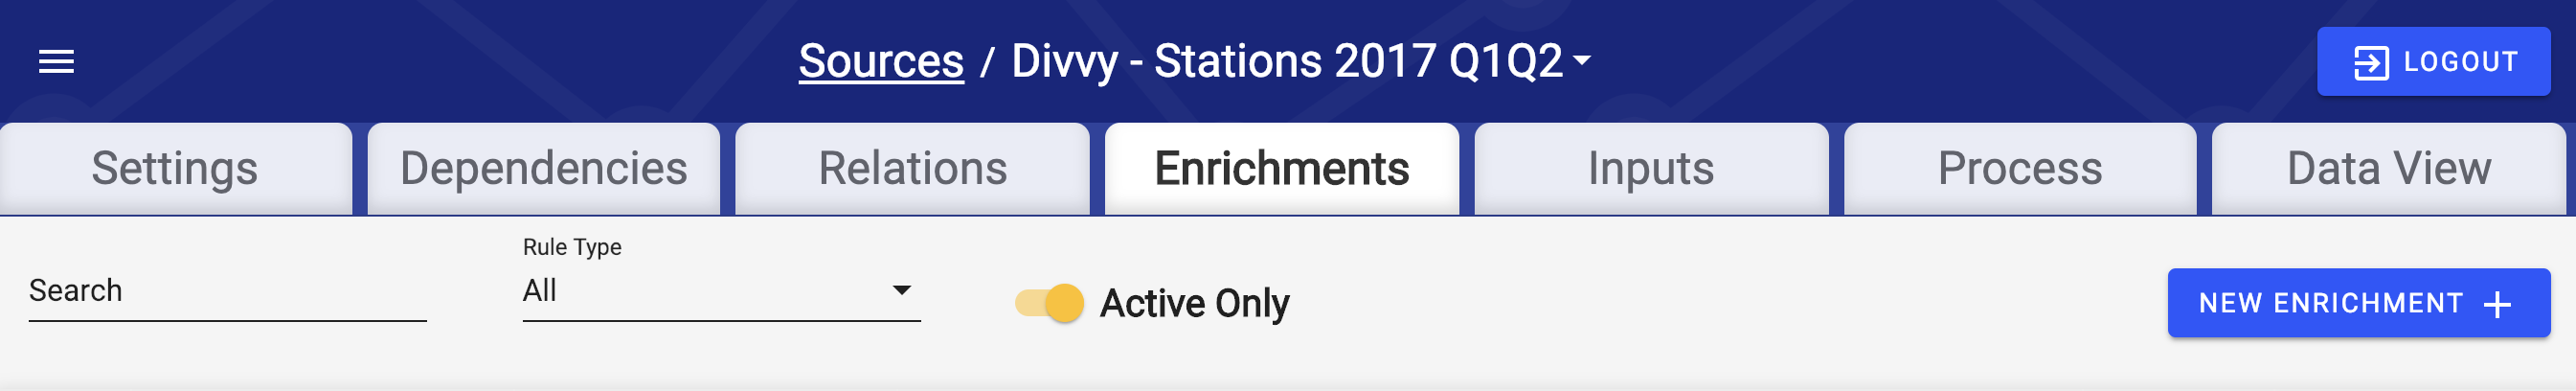 Sources / Divvy - Stations 2017 Q1Q2
LOGOUT
Settings Dependencies Relations Enrichments Inputs Process Data View
Rule Type
Search All Active Only NEW ENRICHMENT +